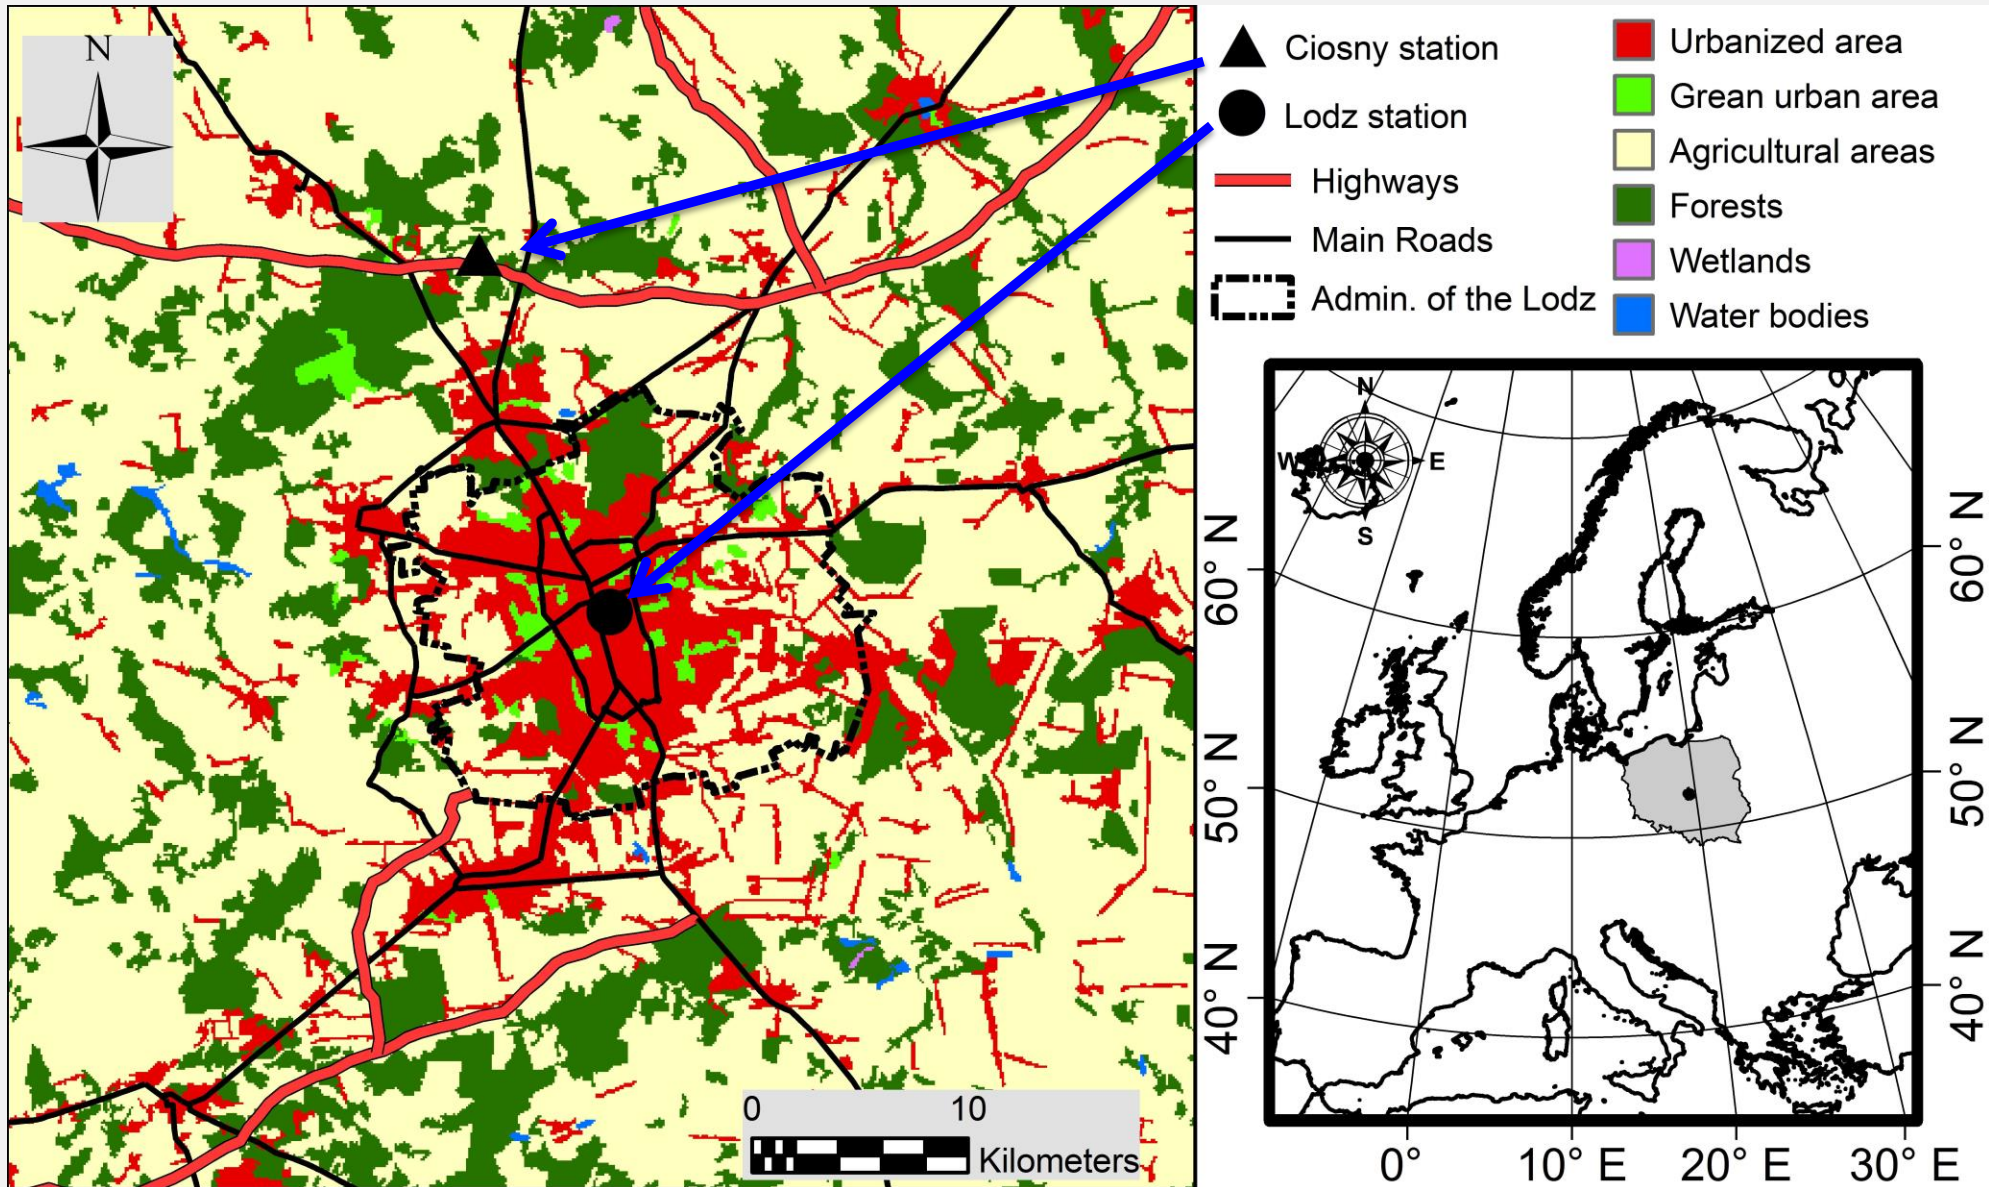 N
Ciosny station
Lodz station
Highways
Main Roads
Admin. of the Lodz
Urbanized area
Grean urban area
Agricultural areas
Forests
Wetlands
Water bodies
0 10
Kilometers
N
W E
S
60° N
50° N
40° N
60° N
50° N
40° N
0° 10° E 20° E 30° E